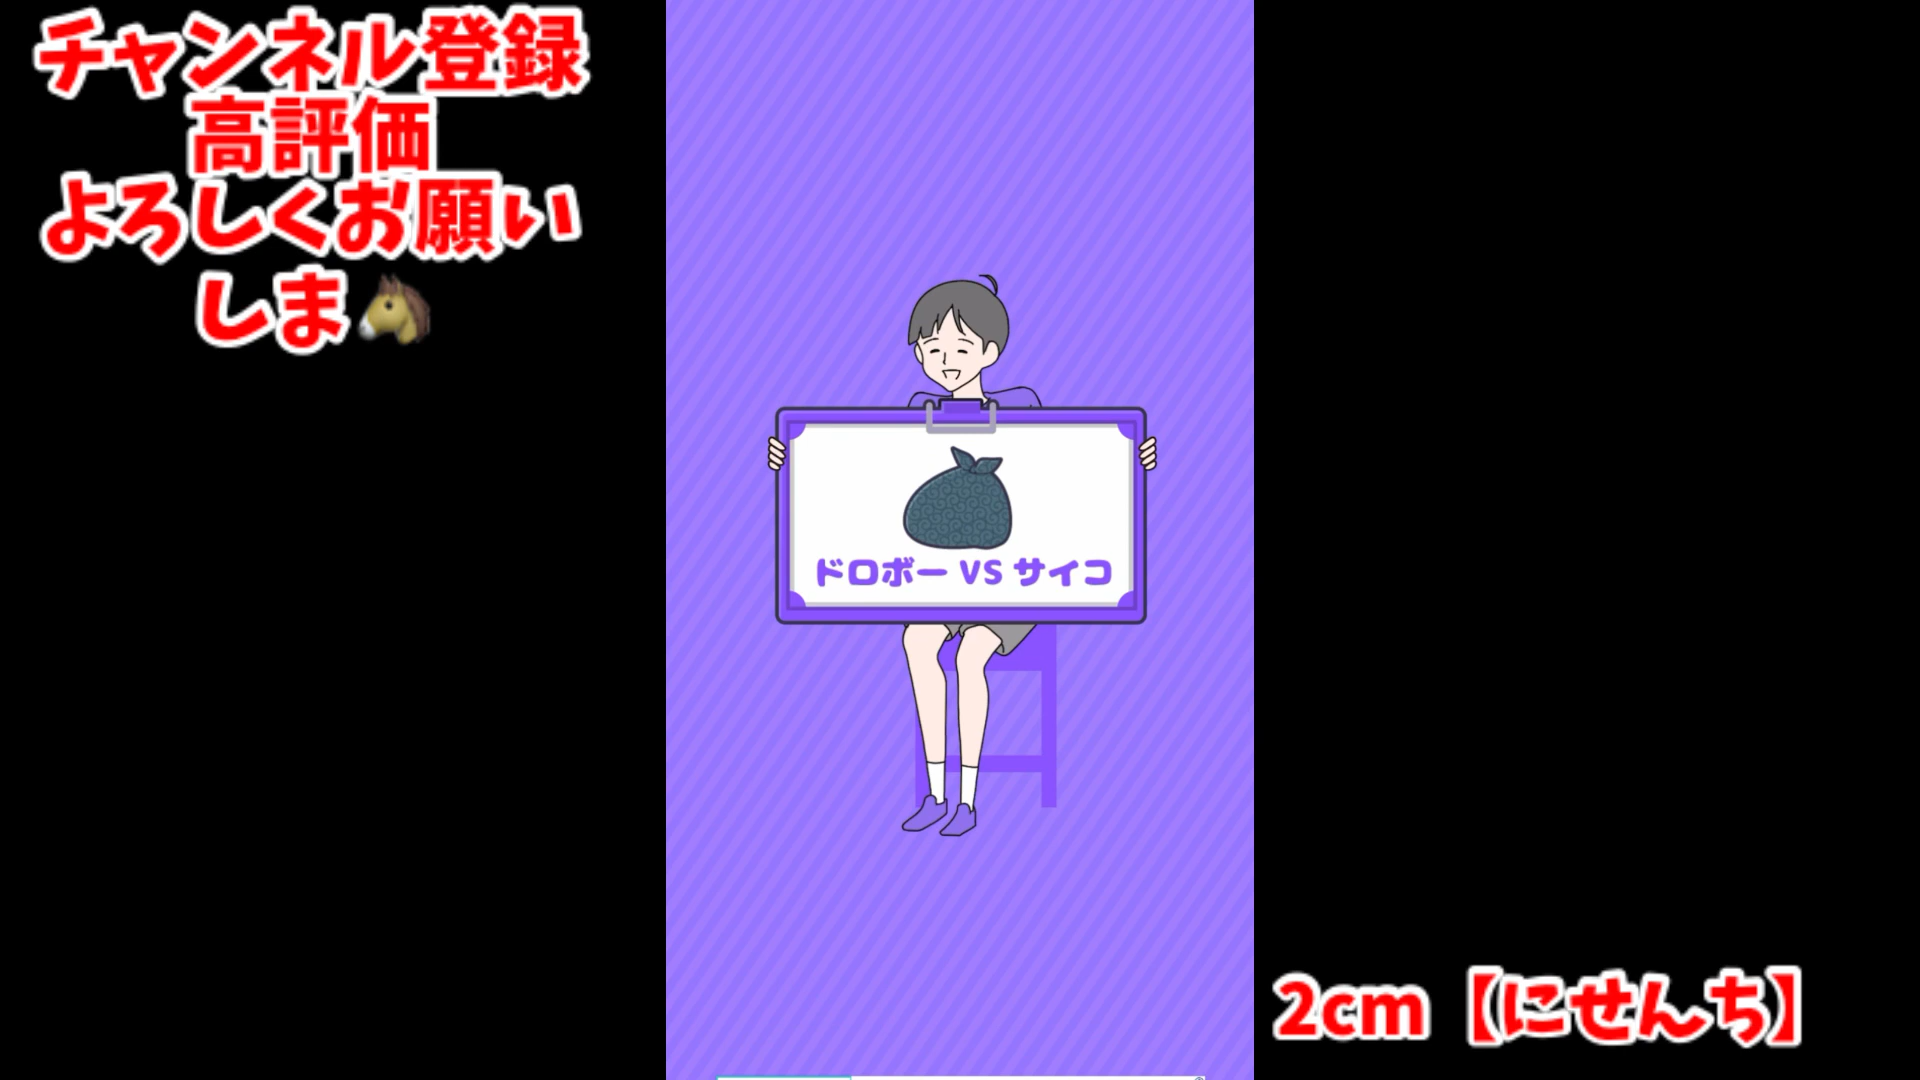 チャンネル登録
高評価
よろしくお願い
しま🐴
ドロボー VS サイコ
2cm【にせんち】